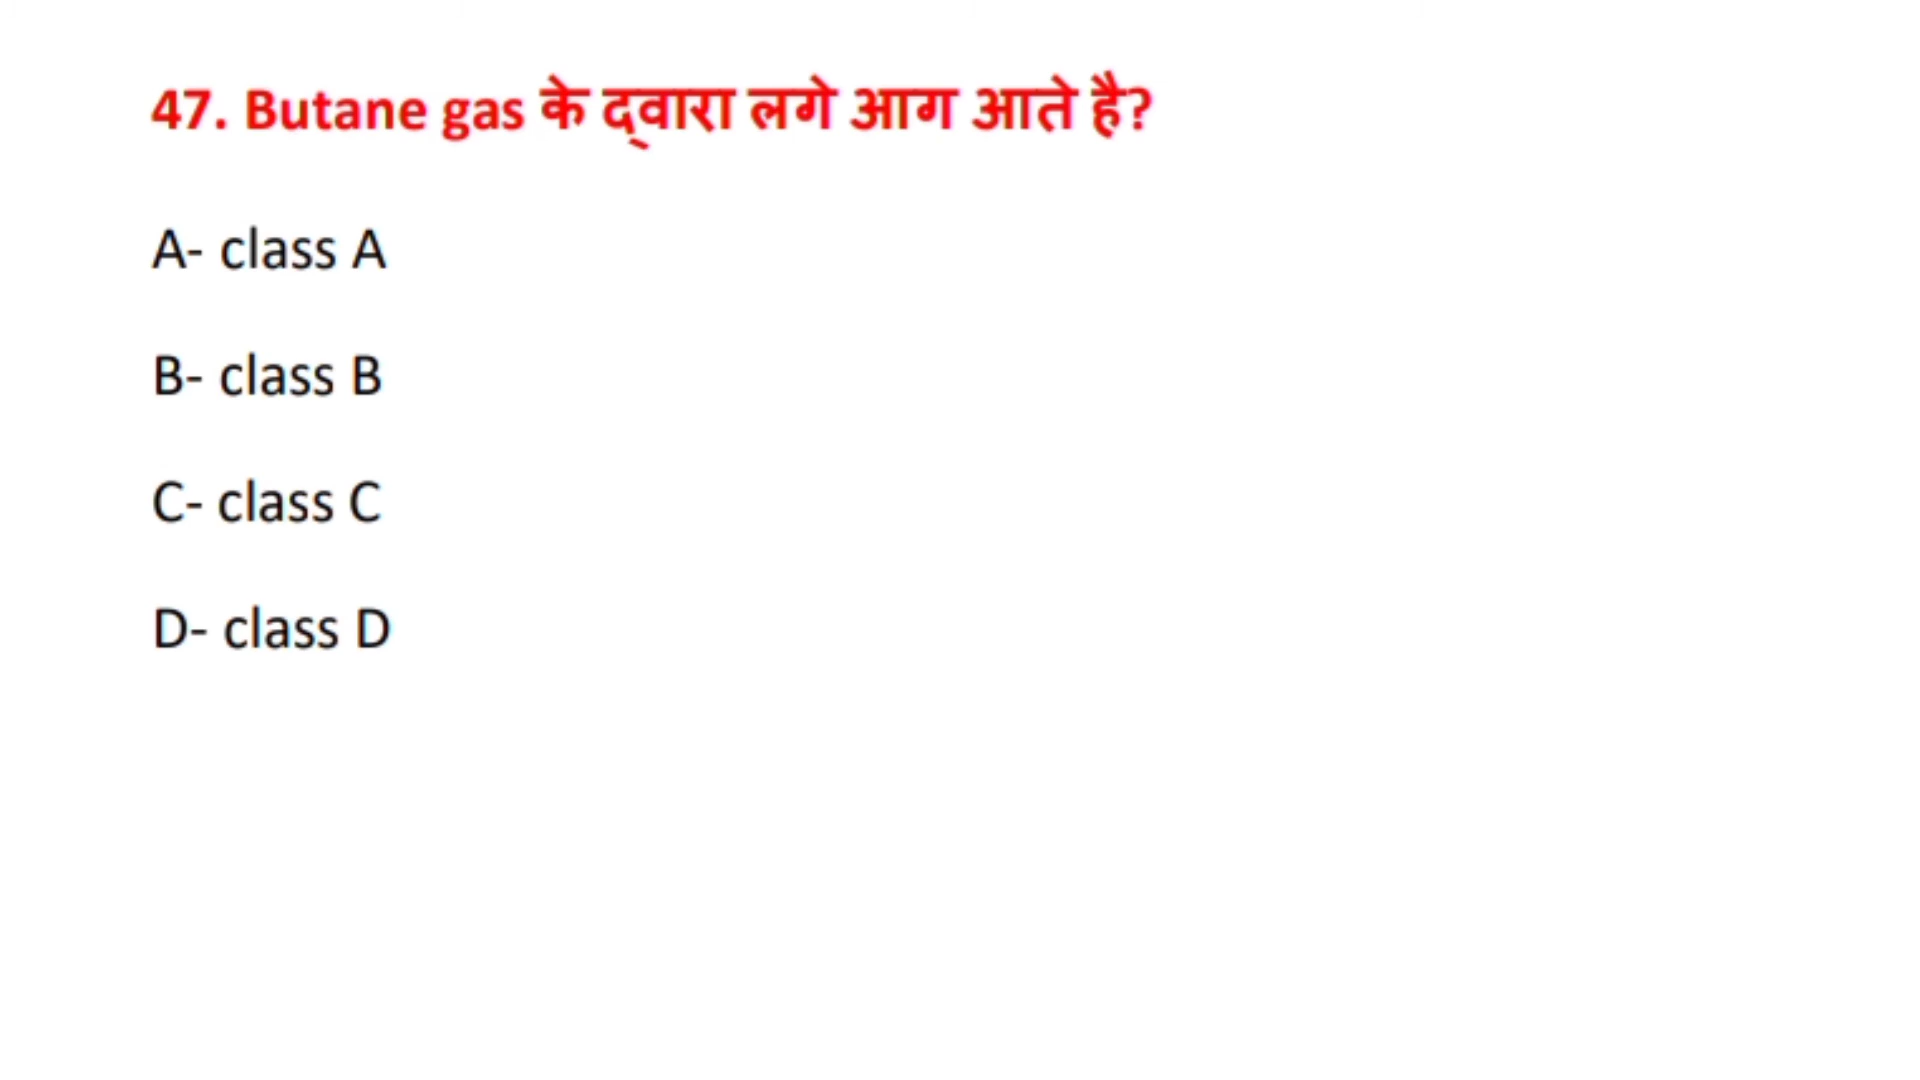 47. Butane gas के द्वारा लगे आग आते है?
A- class A
B- class B
C- class C
D- class D